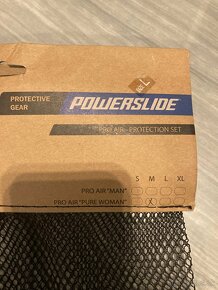 L
PROTECTIVE
GEAR
POWERSLIDE
PRO AIR - PROTECTION SET
S M L XL
PRO AIR "MAN"
PRO AIR "PURE WOMAN" X